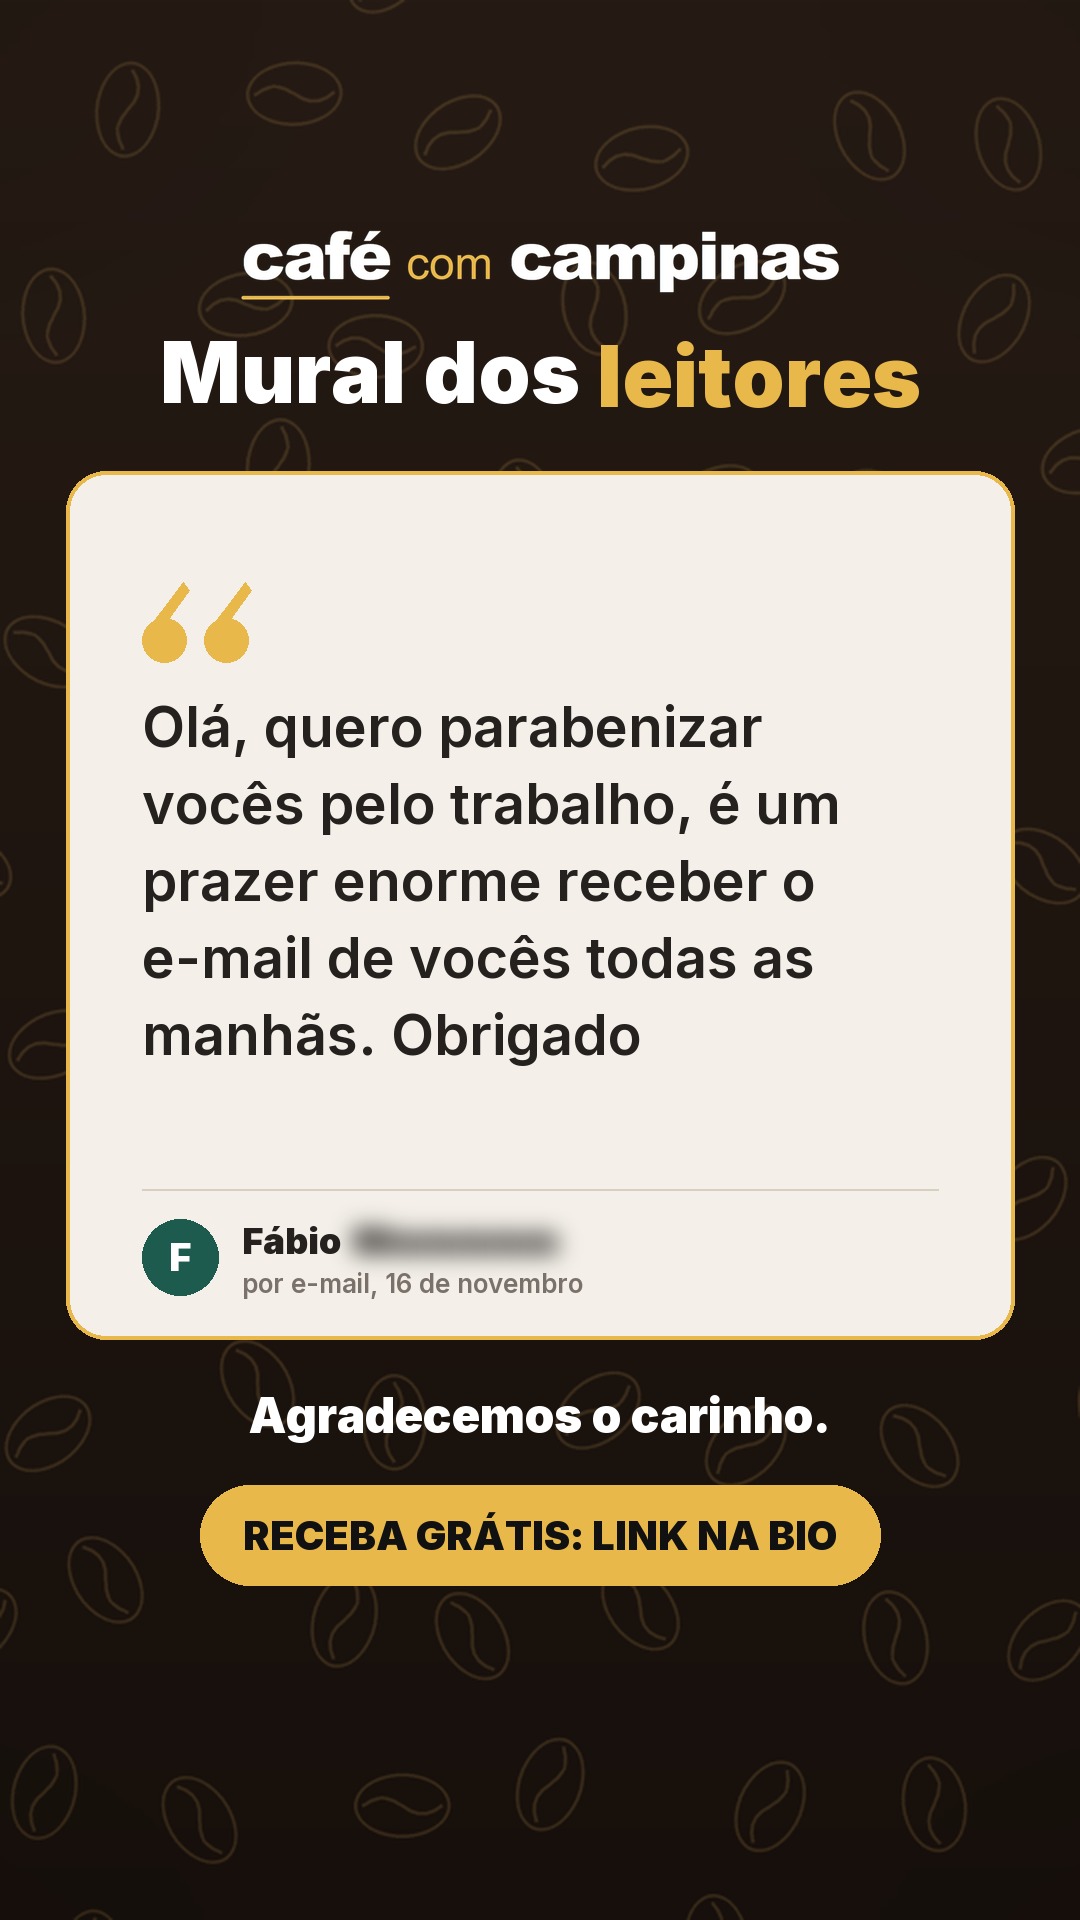 café com campinas
Mural dos leitores
Olá, quero parabenizar
vocês pelo trabalho, é um
prazer enorme receber o
e-mail de vocês todas as
manhãs. Obrigado
F
Fábio
por e-mail, 16 de novembro
Agradecemos o carinho.
RECEBA GRÁTIS: LINK NA BIO